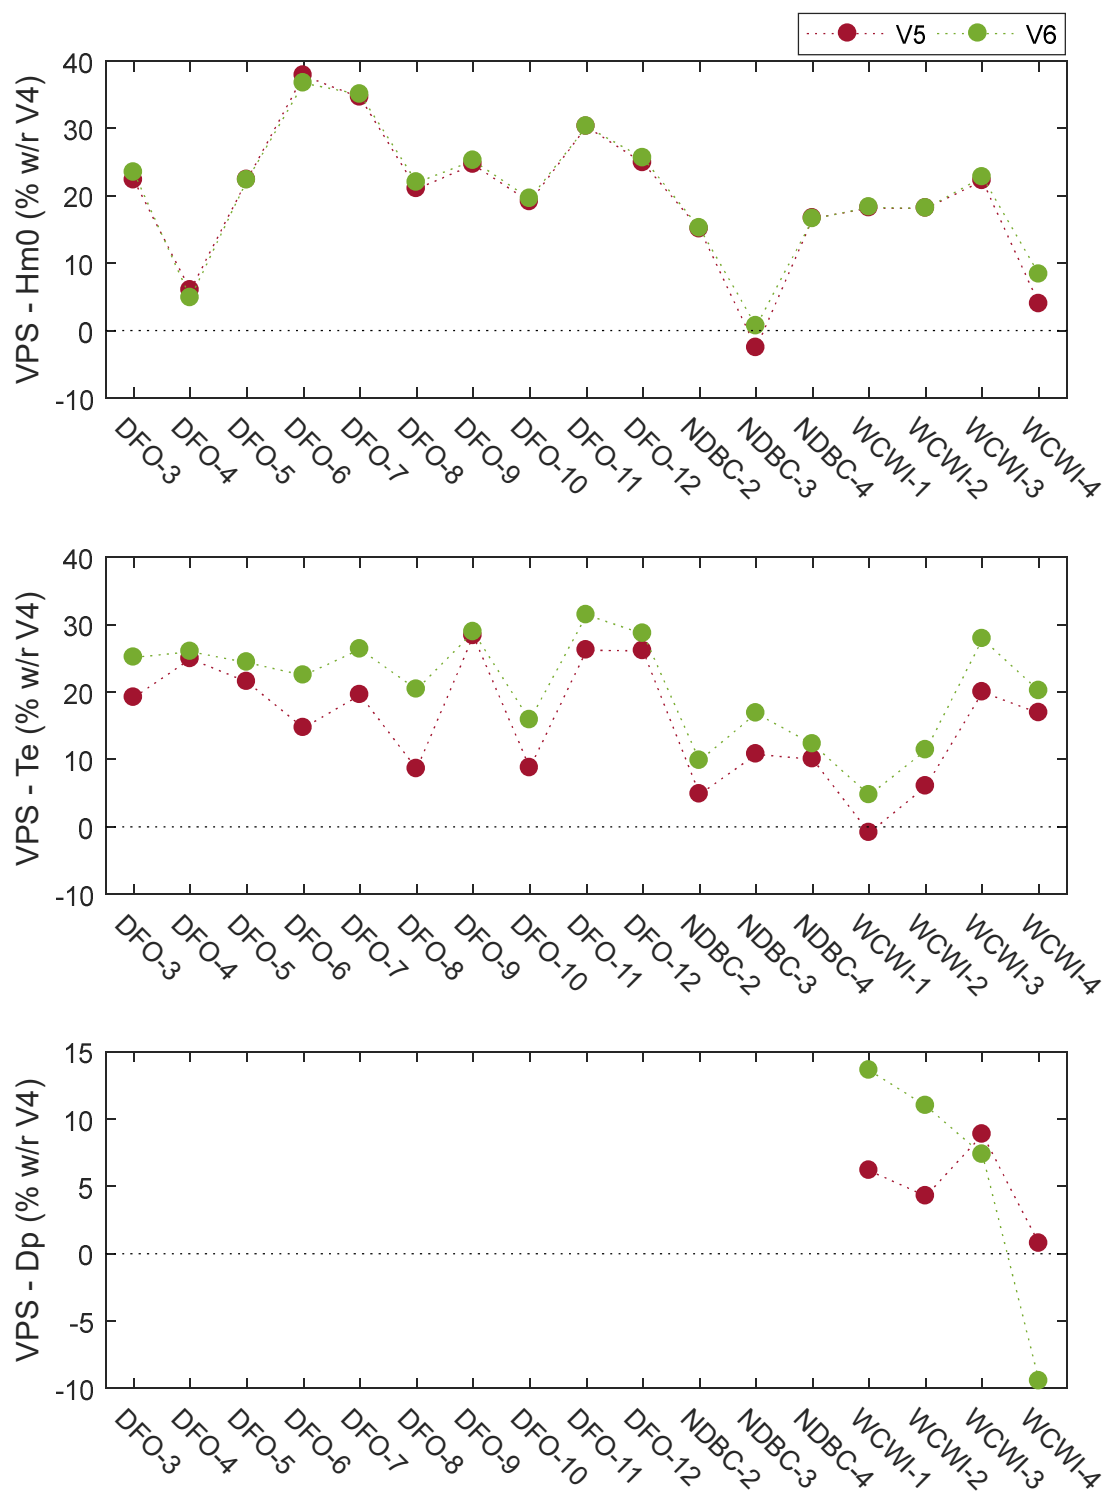 V5 V6
VPS - Hm0 (% w/r V4)
40
30
20
10
0
-10
DFO-3 DFO-4 DFO-5 DFO-6 DFO-7 DFO-8 DFO-9 DFO-10 DFO-11 DFO-12 NDBC-2 NDBC-3 NDBC-4 WCWI-1 WCWI-2 WCWI-3 WCWI-4
VPS - Te (% w/r V4)
40
30
20
10
0
-10
DFO-3 DFO-4 DFO-5 DFO-6 DFO-7 DFO-8 DFO-9 DFO-10 DFO-11 DFO-12 NDBC-2 NDBC-3 NDBC-4 WCWI-1 WCWI-2 WCWI-3 WCWI-4
VPS - Dp (% w/r V4)
15
10
5
0
-5
-10
DFO-3 DFO-4 DFO-5 DFO-6 DFO-7 DFO-8 DFO-9 DFO-10 DFO-11 DFO-12 NDBC-2 NDBC-3 NDBC-4 WCWI-1 WCWI-2 WCWI-3 WCWI-4